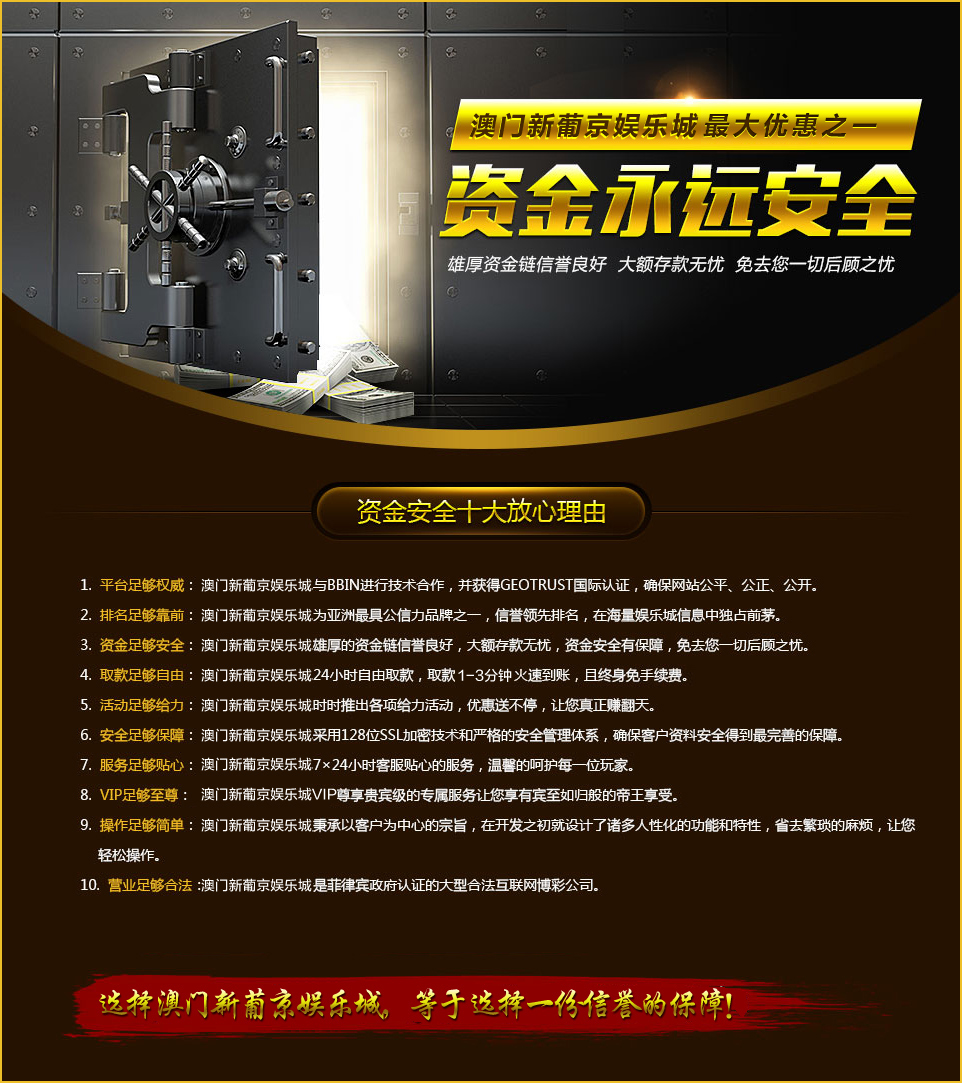 澳门新葡京娱乐城 最大优惠之一
资金永远安全
雄厚资金链信誉良好 大额存款无忧 免去您一切后顾之忧
资金安全十大放心理由
1. 平台足够权威：澳门新葡京娱乐城与BBIN进行技术合作，并获得GEOTRUST国际认证，确保网站公平、公正、公开。
2. 排名足够靠前：澳门新葡京娱乐城为亚洲最具公信力品牌之一，信誉领先排名，在海量娱乐城信息中独占前茅。
3. 资金足够安全：澳门新葡京娱乐城雄厚的资金链信誉良好，大额存款无忧，资金安全有保障，免去您一切后顾之忧。
4. 取款足够自由：澳门新葡京娱乐城24小时自由取款，取款1-3分钟火速到账，且终身免手续费。
5. 活动足够给力：澳门新葡京娱乐城时时推出各项给力活动，优惠送不停，让您真正赚翻天。
6. 安全足够保障：澳门新葡京娱乐城采用128位SSL加密技术和严格的安全管理体系，确保客户资料安全得到最完善的保障。
7. 服务足够贴心：澳门新葡京娱乐城7×24小时客服贴心的服务，温馨的呵护每一位玩家。
8. VIP足够至尊： 澳门新葡京娱乐城VIP尊享贵宾级的专属服务让您享有宾至如归般的帝王享受。
9. 操作足够简单：澳门新葡京娱乐城秉承以客户为中心的宗旨，在开发之初就设计了诸多人性化的功能和特性，省去繁琐的麻烦，让您
轻松操作。
10. 营业足够合法 :澳门新葡京娱乐城是菲律宾政府认证的大型合法互联网博彩公司。
选择澳门新葡京娱乐城。等于选择一份信誉的保障!